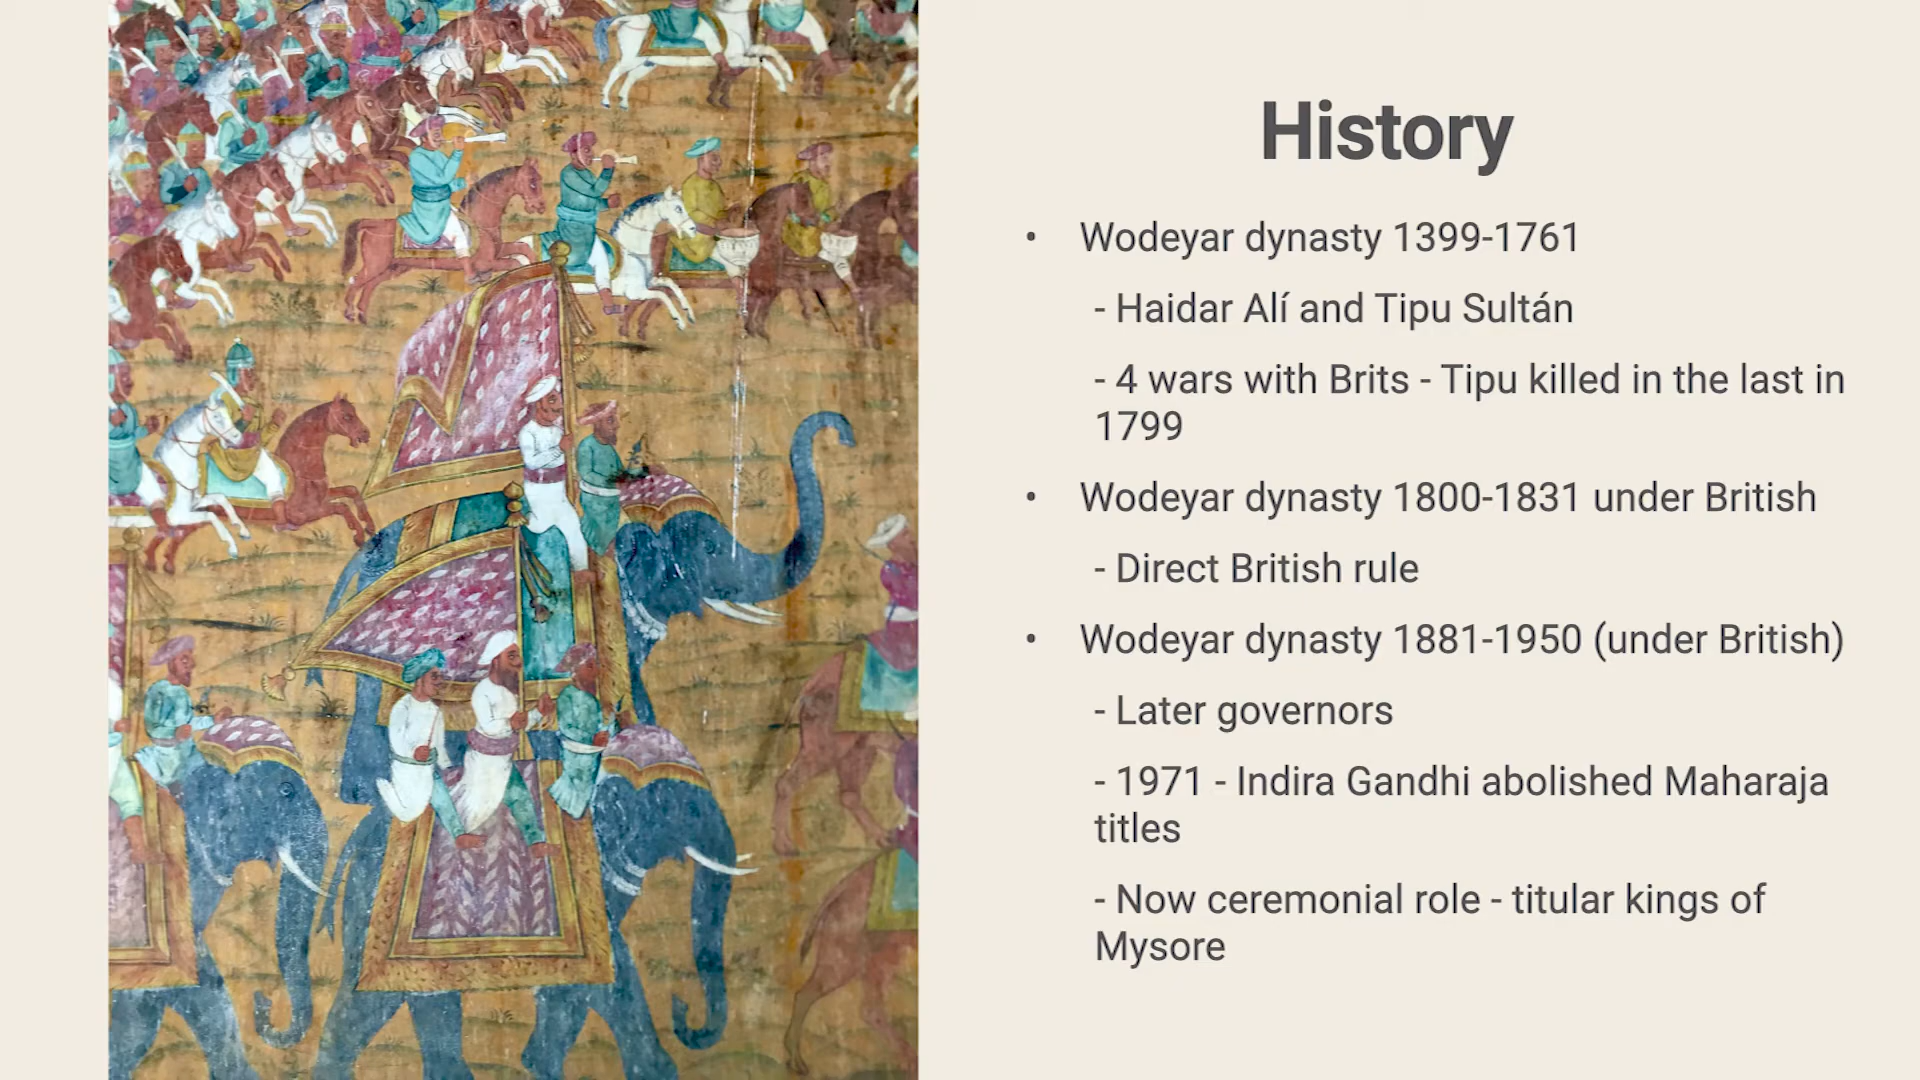 History
• Wodeyar dynasty 1399-1761
- Haidar Alí and Tipu Sultán
- 4 wars with Brits - Tipu killed in the last in
1799
• Wodeyar dynasty 1800-1831 under British
- Direct British rule
• Wodeyar dynasty 1881-1950 (under British)
- Later governors
- 1971 - Indira Gandhi abolished Maharaja
titles
- Now ceremonial role - titular kings of
Mysore